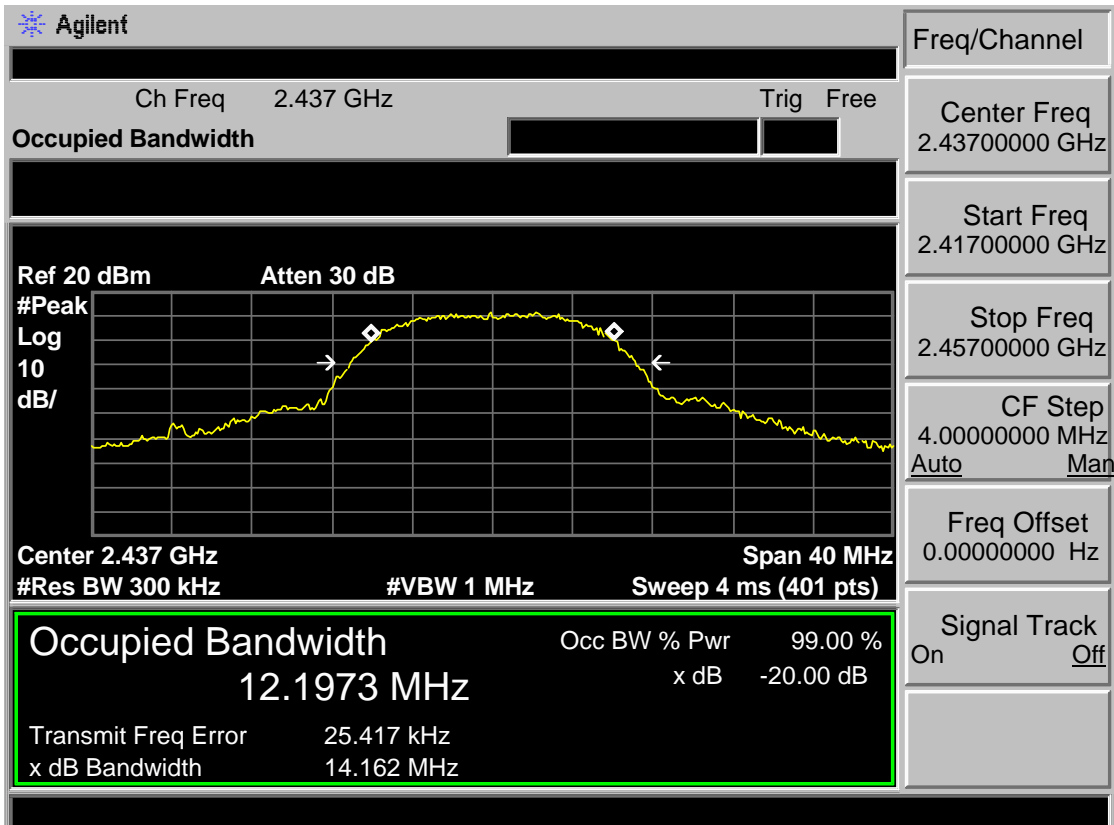 Agilent
Ch Freq 2.437 GHz Trig Free
Occupied Bandwidth
Ref 20 dBm Atten 30 dB
#Peak
Log
10
dB/
Center 2.437 GHz Span 40 MHz
#Res BW 300 kHz #VBW 1 MHz Sweep 4 ms (401 pts)
Occupied Bandwidth Occ BW % Pwr 99.00 %
12.1973 MHz x dB -20.00 dB
Transmit Freq Error 25.417 kHz
x dB Bandwidth 14.162 MHz
Freq/Channel
Center Freq
2.43700000 GHz
Start Freq
2.41700000 GHz
Stop Freq
2.45700000 GHz
CF Step
4.00000000 MHz
Auto Man
Freq Offset
0.00000000 Hz
Signal Track
On Off